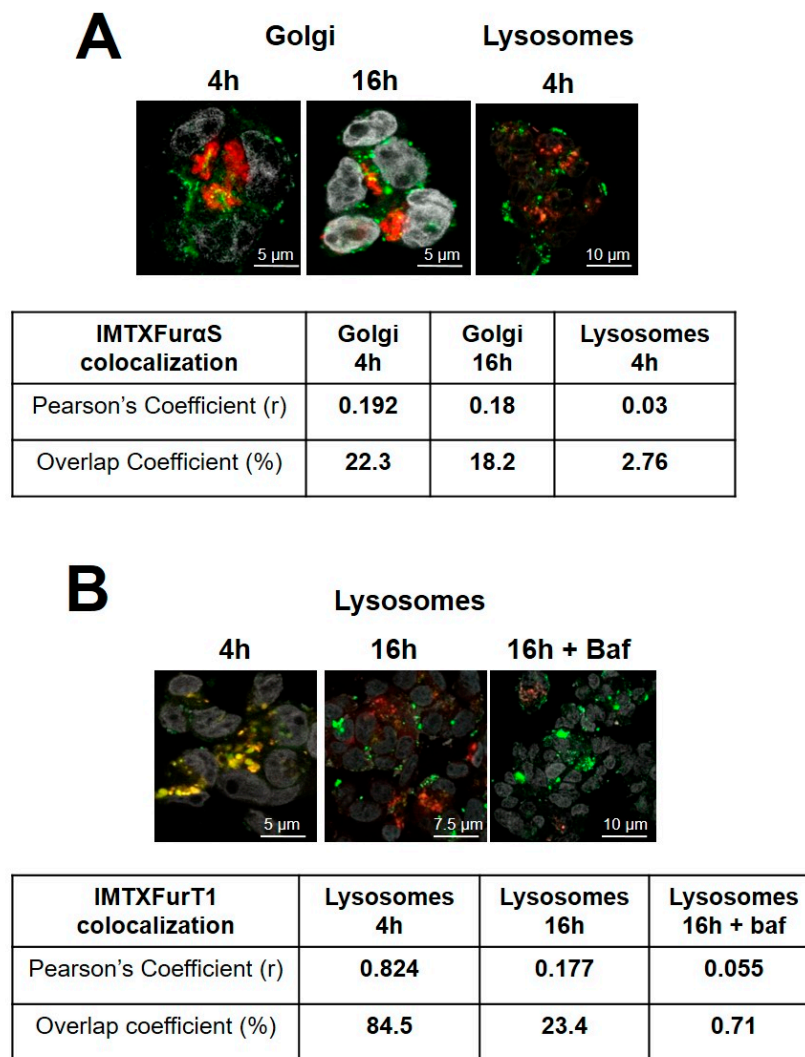 A
Golgi Lysosomes
4h 16h 4h
5 µm 5 µm 10 µm
IMTXFurαS colocalization Golgi 4h Golgi 16h Lysosomes 4h
Pearson's Coefficient (r) 0.192 0.18 0.03
Overlap Coefficient (%) 22.3 18.2 2.76
B
Lysosomes
4h 16h 16h + Baf
5 µm 7.5 µm 10 µm
IMTXFurT1 colocalization Lysosomes 4h Lysosomes 16h Lysosomes 16h + baf
Pearson's Coefficient (r) 0.824 0.177 0.055
Overlap coefficient (%) 84.5 23.4 0.71